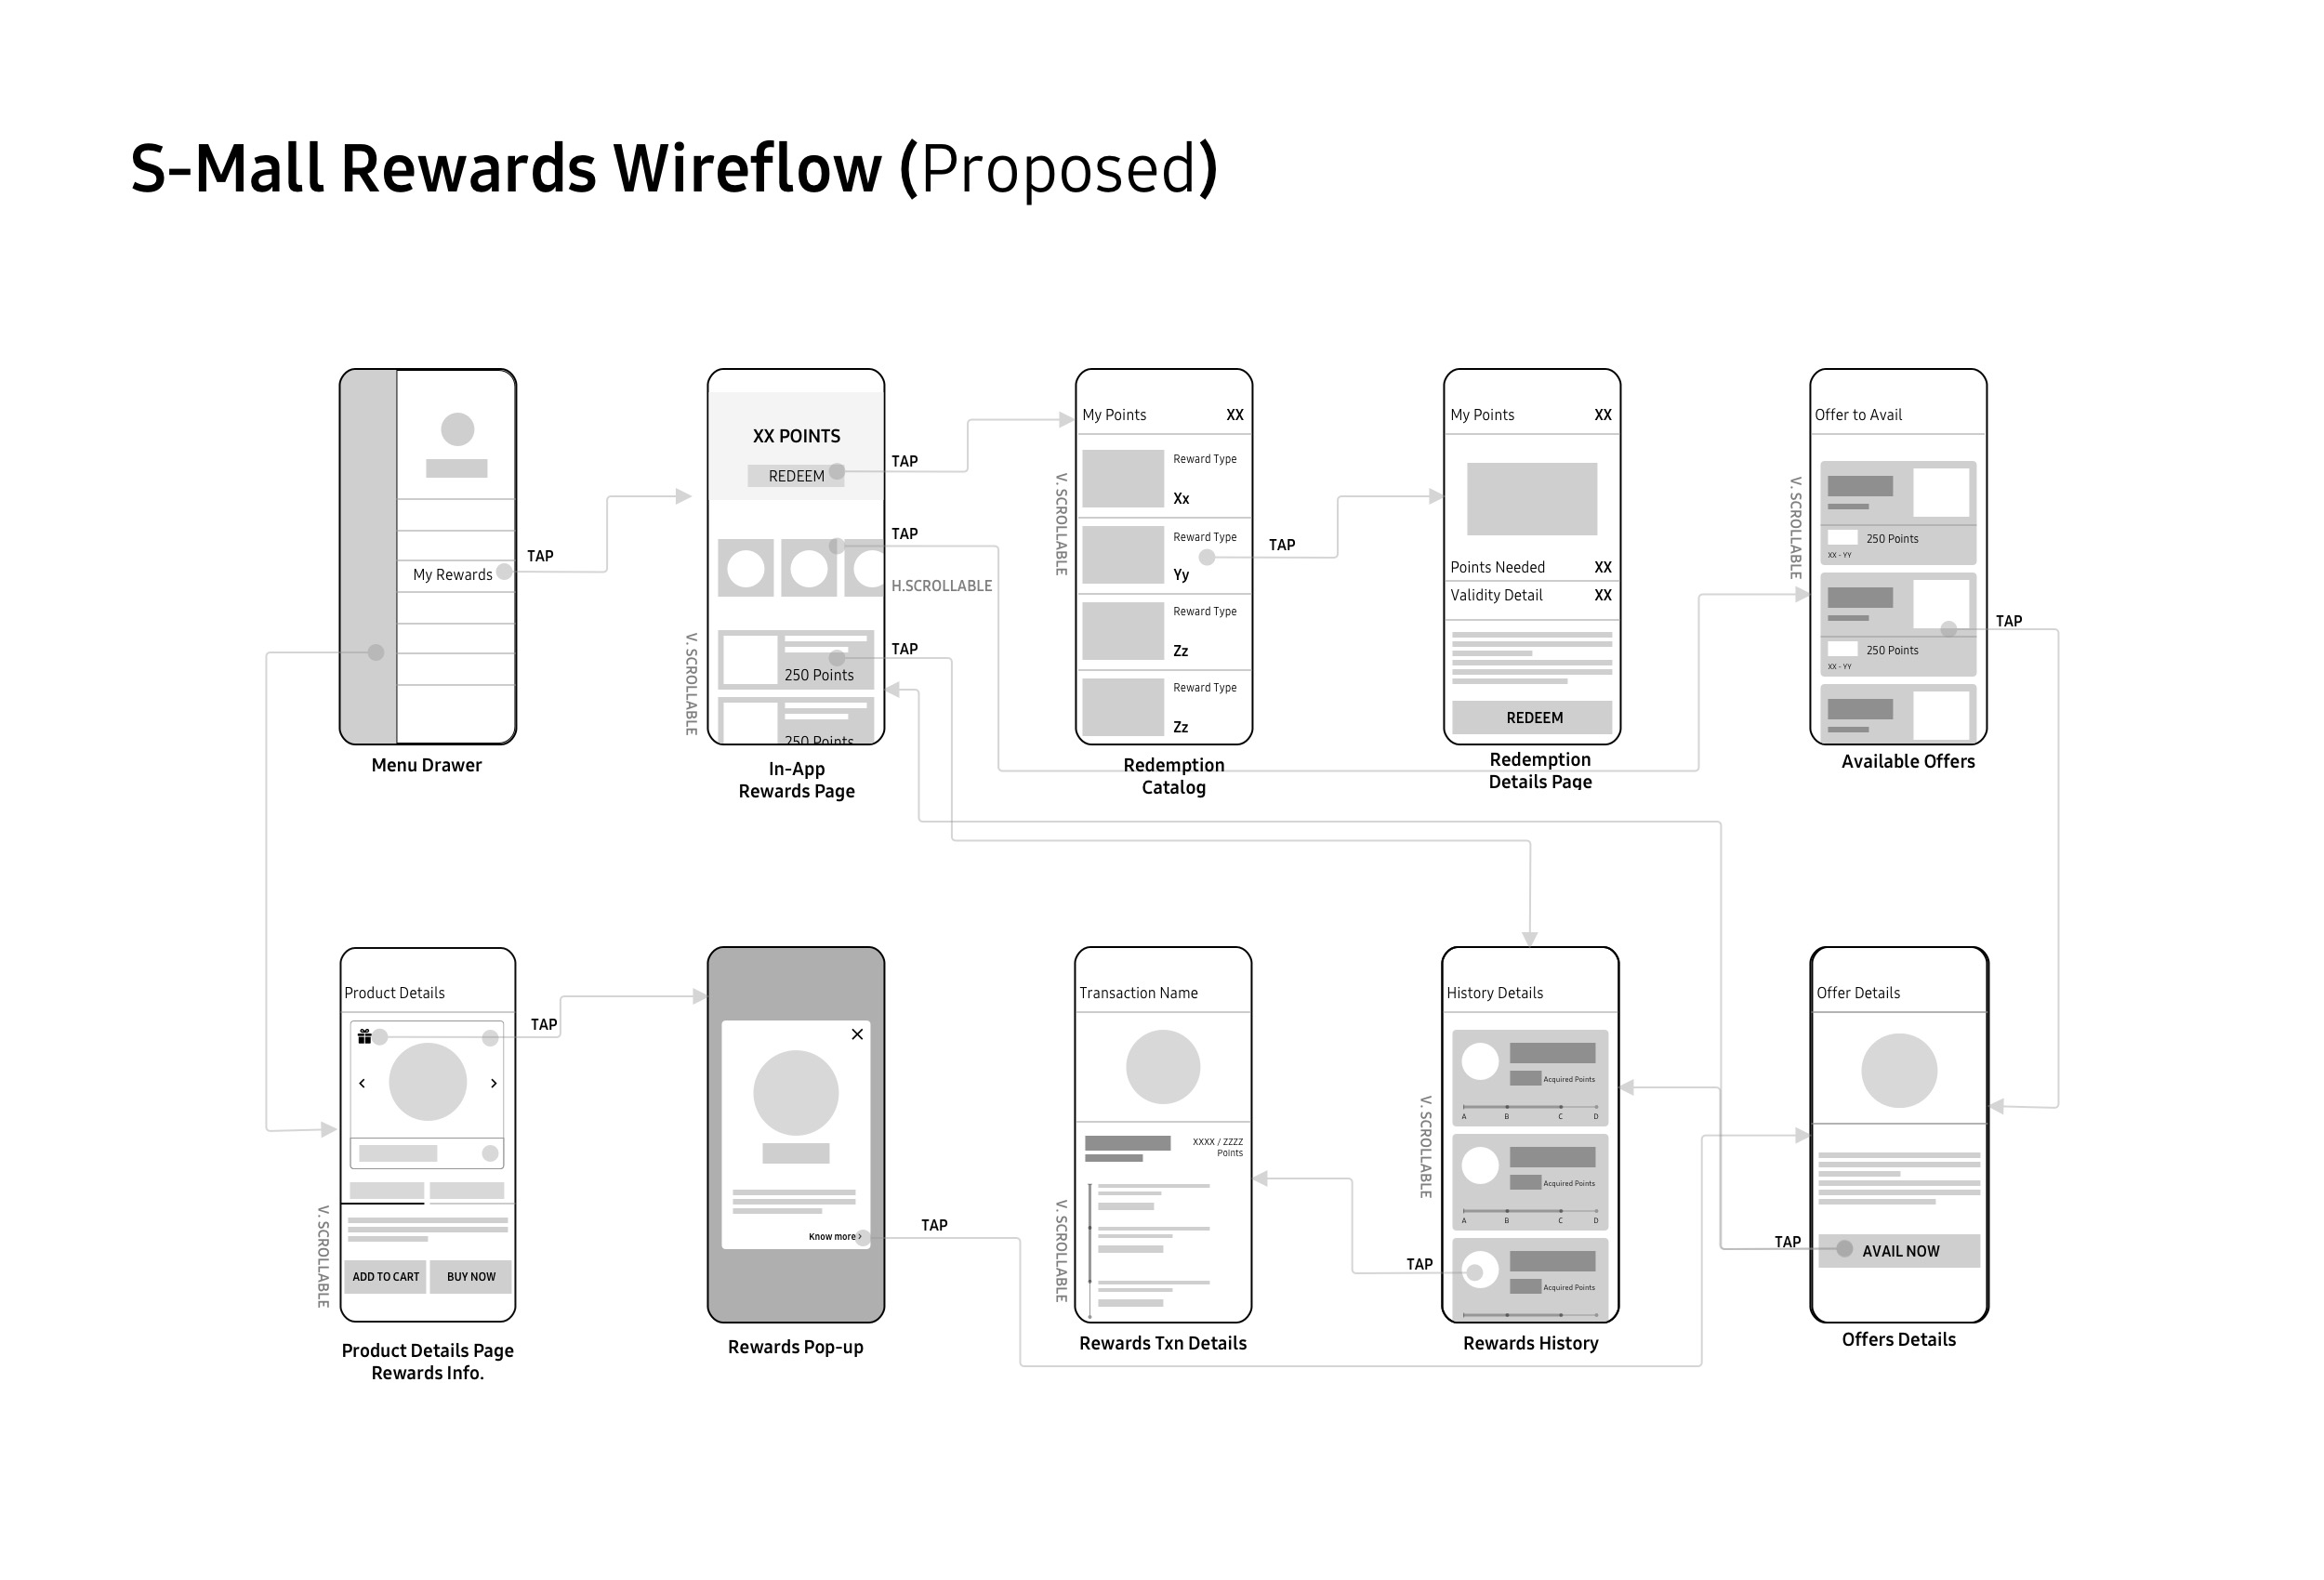 S-Mall Rewards Wireflow (Proposed)
My Rewards
TAP
Menu Drawer
XX POINTS
REDEEM
TAP
TAP
H.SCROLLABLE
TAP
250 Points
250 Points
V. SCROLLABLE
In-App
Rewards Page
My Points XX
Reward Type
Xx
Reward Type
Yy
TAP
Reward Type
Zz
Reward Type
Zz
V. SCROLLABLE
Redemption
Catalog
My Points XX
Points Needed XX
Validity Detail XX
REDEEM
Redemption
Details Page
Offer to Avail
250 Points
XX - YY
250 Points
XX - YY
TAP
V. SCROLLABLE
Available Offers
Product Details
TAP
ADD TO CART BUY NOW
V. SCROLLABLE
Product Details Page
Rewards Info.
Know more ›
TAP
Rewards Pop-up
Transaction Name
XXXX / ZZZZ
Points
V. SCROLLABLE
Rewards Txn Details
History Details
Acquired Points
A B C D
Acquired Points
A B C D
Acquired Points
TAP
V. SCROLLABLE
Rewards History
Offer Details
TAP
AVAIL NOW
Offers Details